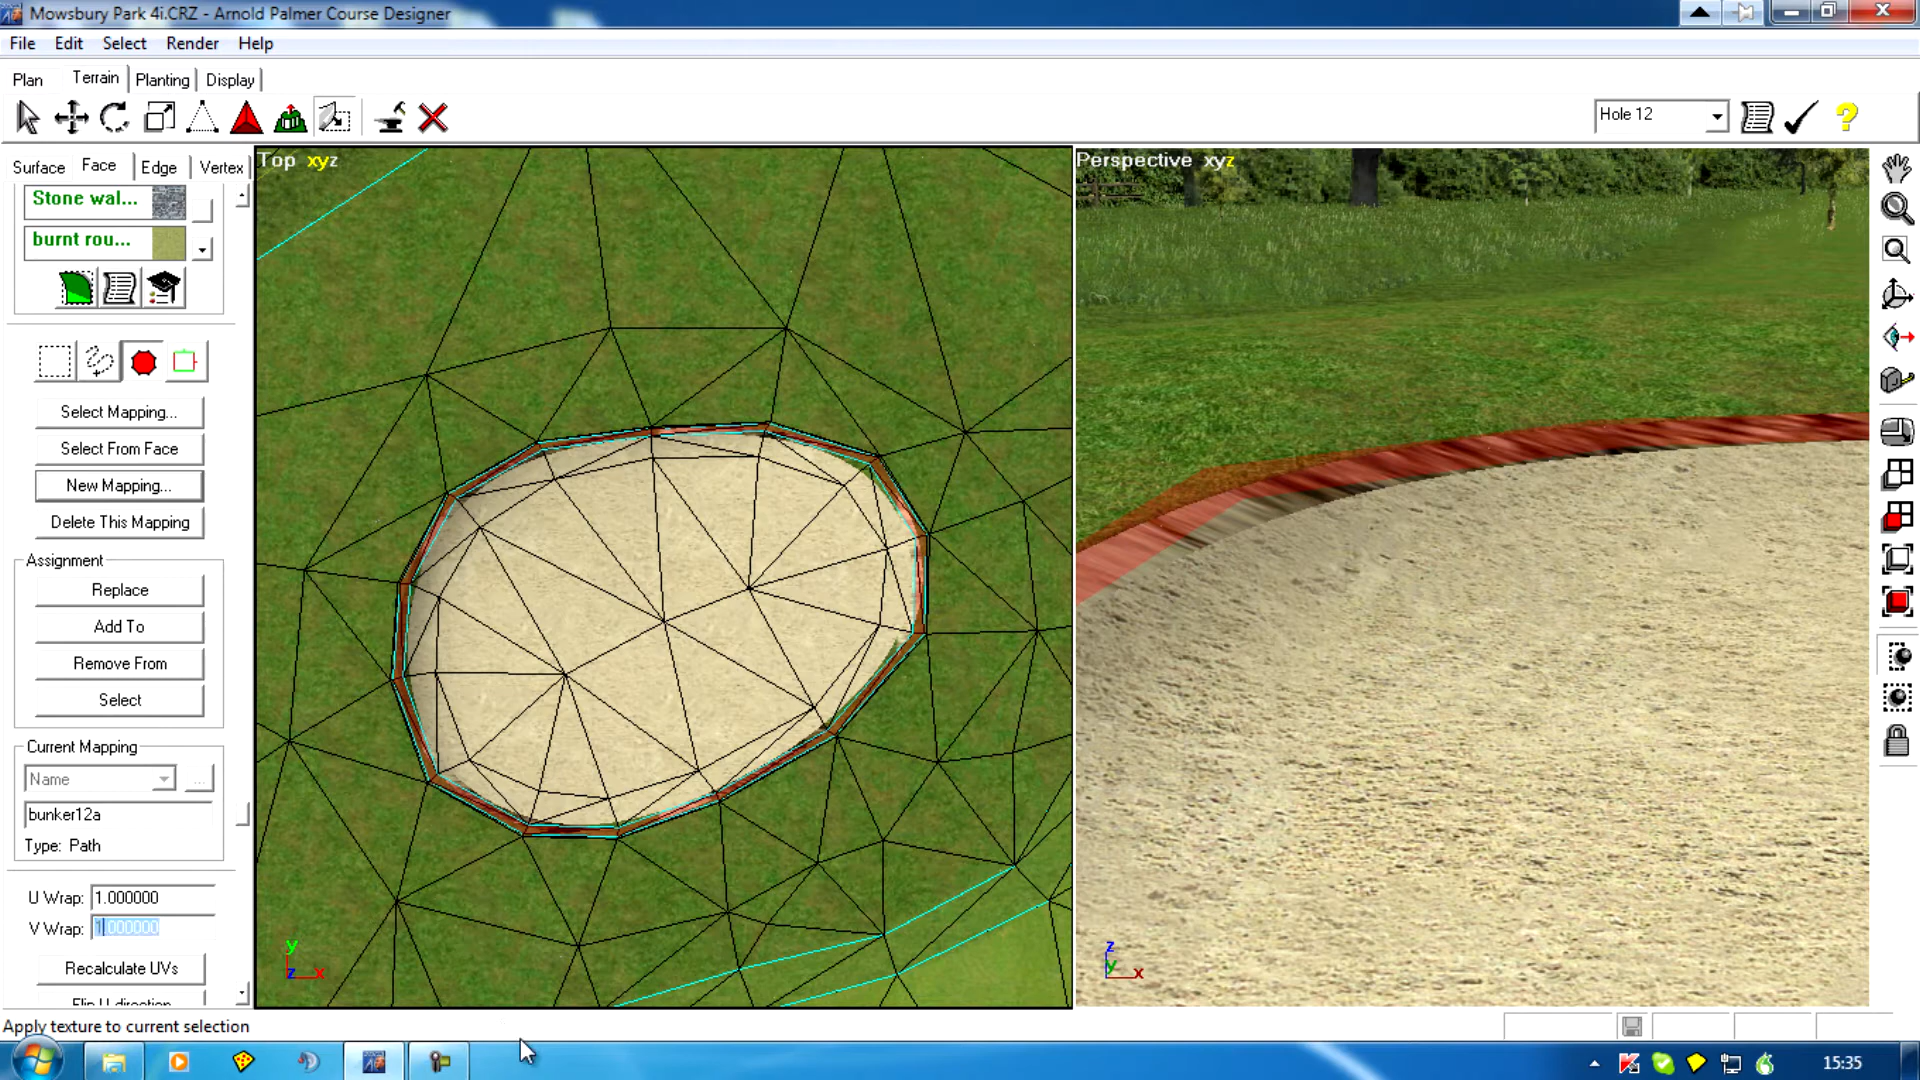 Mowsbury Park 4i.CRZ - Arnold Palmer Course Designer
File Edit Select Render Help
Plan Terrain Planting Display
Hole 12
Surface Face Edge Vertex
Top xyz
Perspective xyz
Stone wal...
burnt rou...
Select Mapping...
Select From Face
New Mapping...
Delete This Mapping
Assignment
Replace
Add To
Remove From
Select
Current Mapping
Name
...
bunker12a
Type: Path
U Wrap: 1.000000
V Wrap: 1.000000
Recalculate UVs
Flip U direction
y
z x
z
y x
Apply texture to current selection
15:35